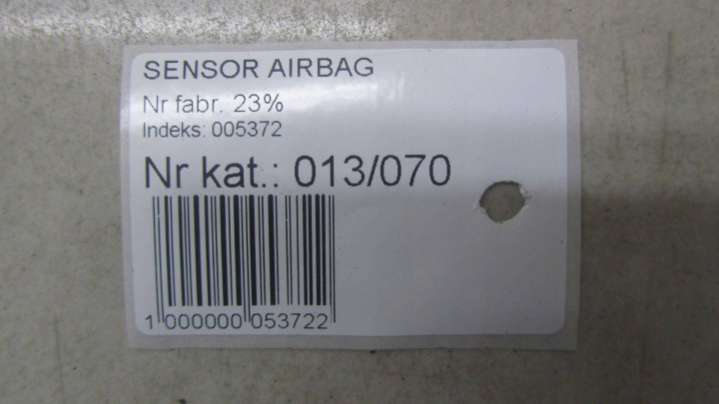 SENSOR AIRBAG
Nr fabr. 23%
Indeks: 005372
Nr kat.: 013/070
1 000000 053722